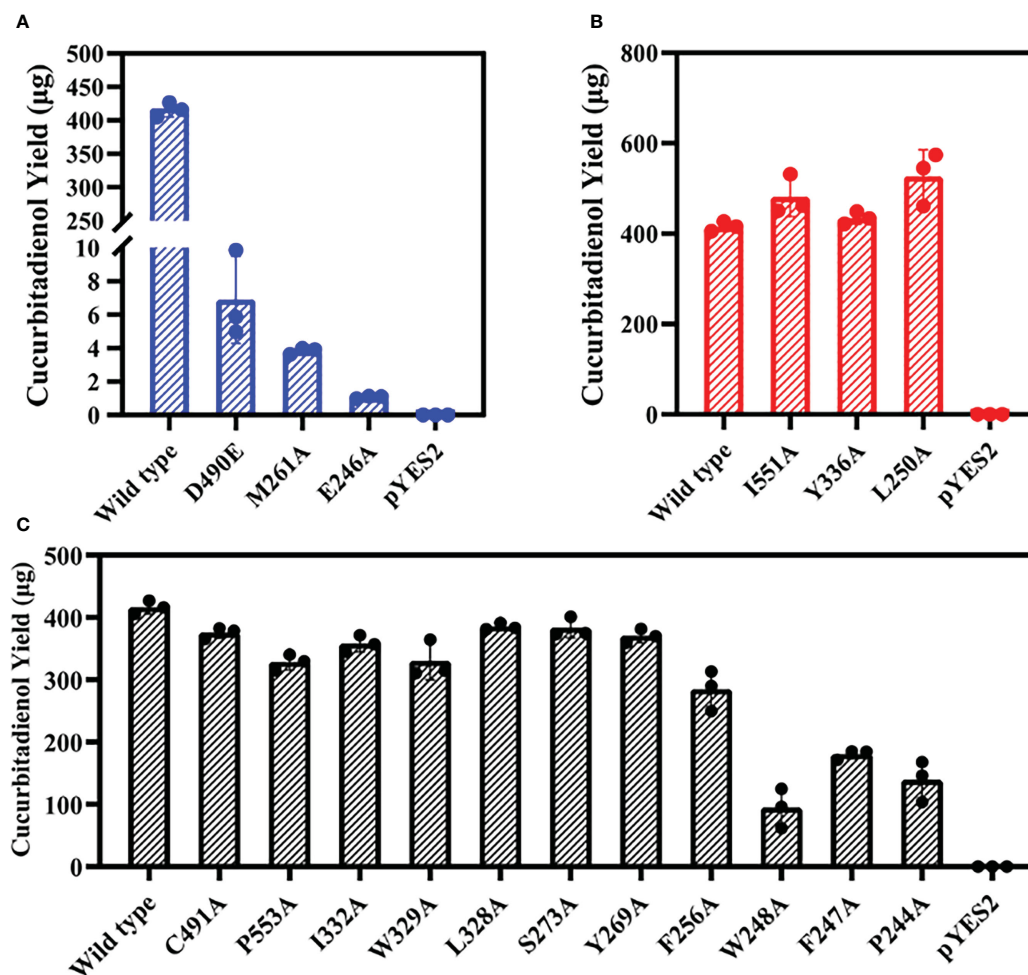 A
Cucurbitadienol Yield (μg)
500
450
400
350
300
250
10
8
6
4
2
0
Wild type
D490E
M261A
E246A
pYES2
B
Cucurbitadienol Yield (μg)
800
600
400
200
0
Wild type
I551A
Y336A
L250A
pYES2
C
Cucurbitadienol Yield (μg)
500
400
300
200
100
0
Wild type
C491A
P553A
I332A
W329A
L328A
S273A
Y269A
F256A
W248A
F247A
P244A
pYES2